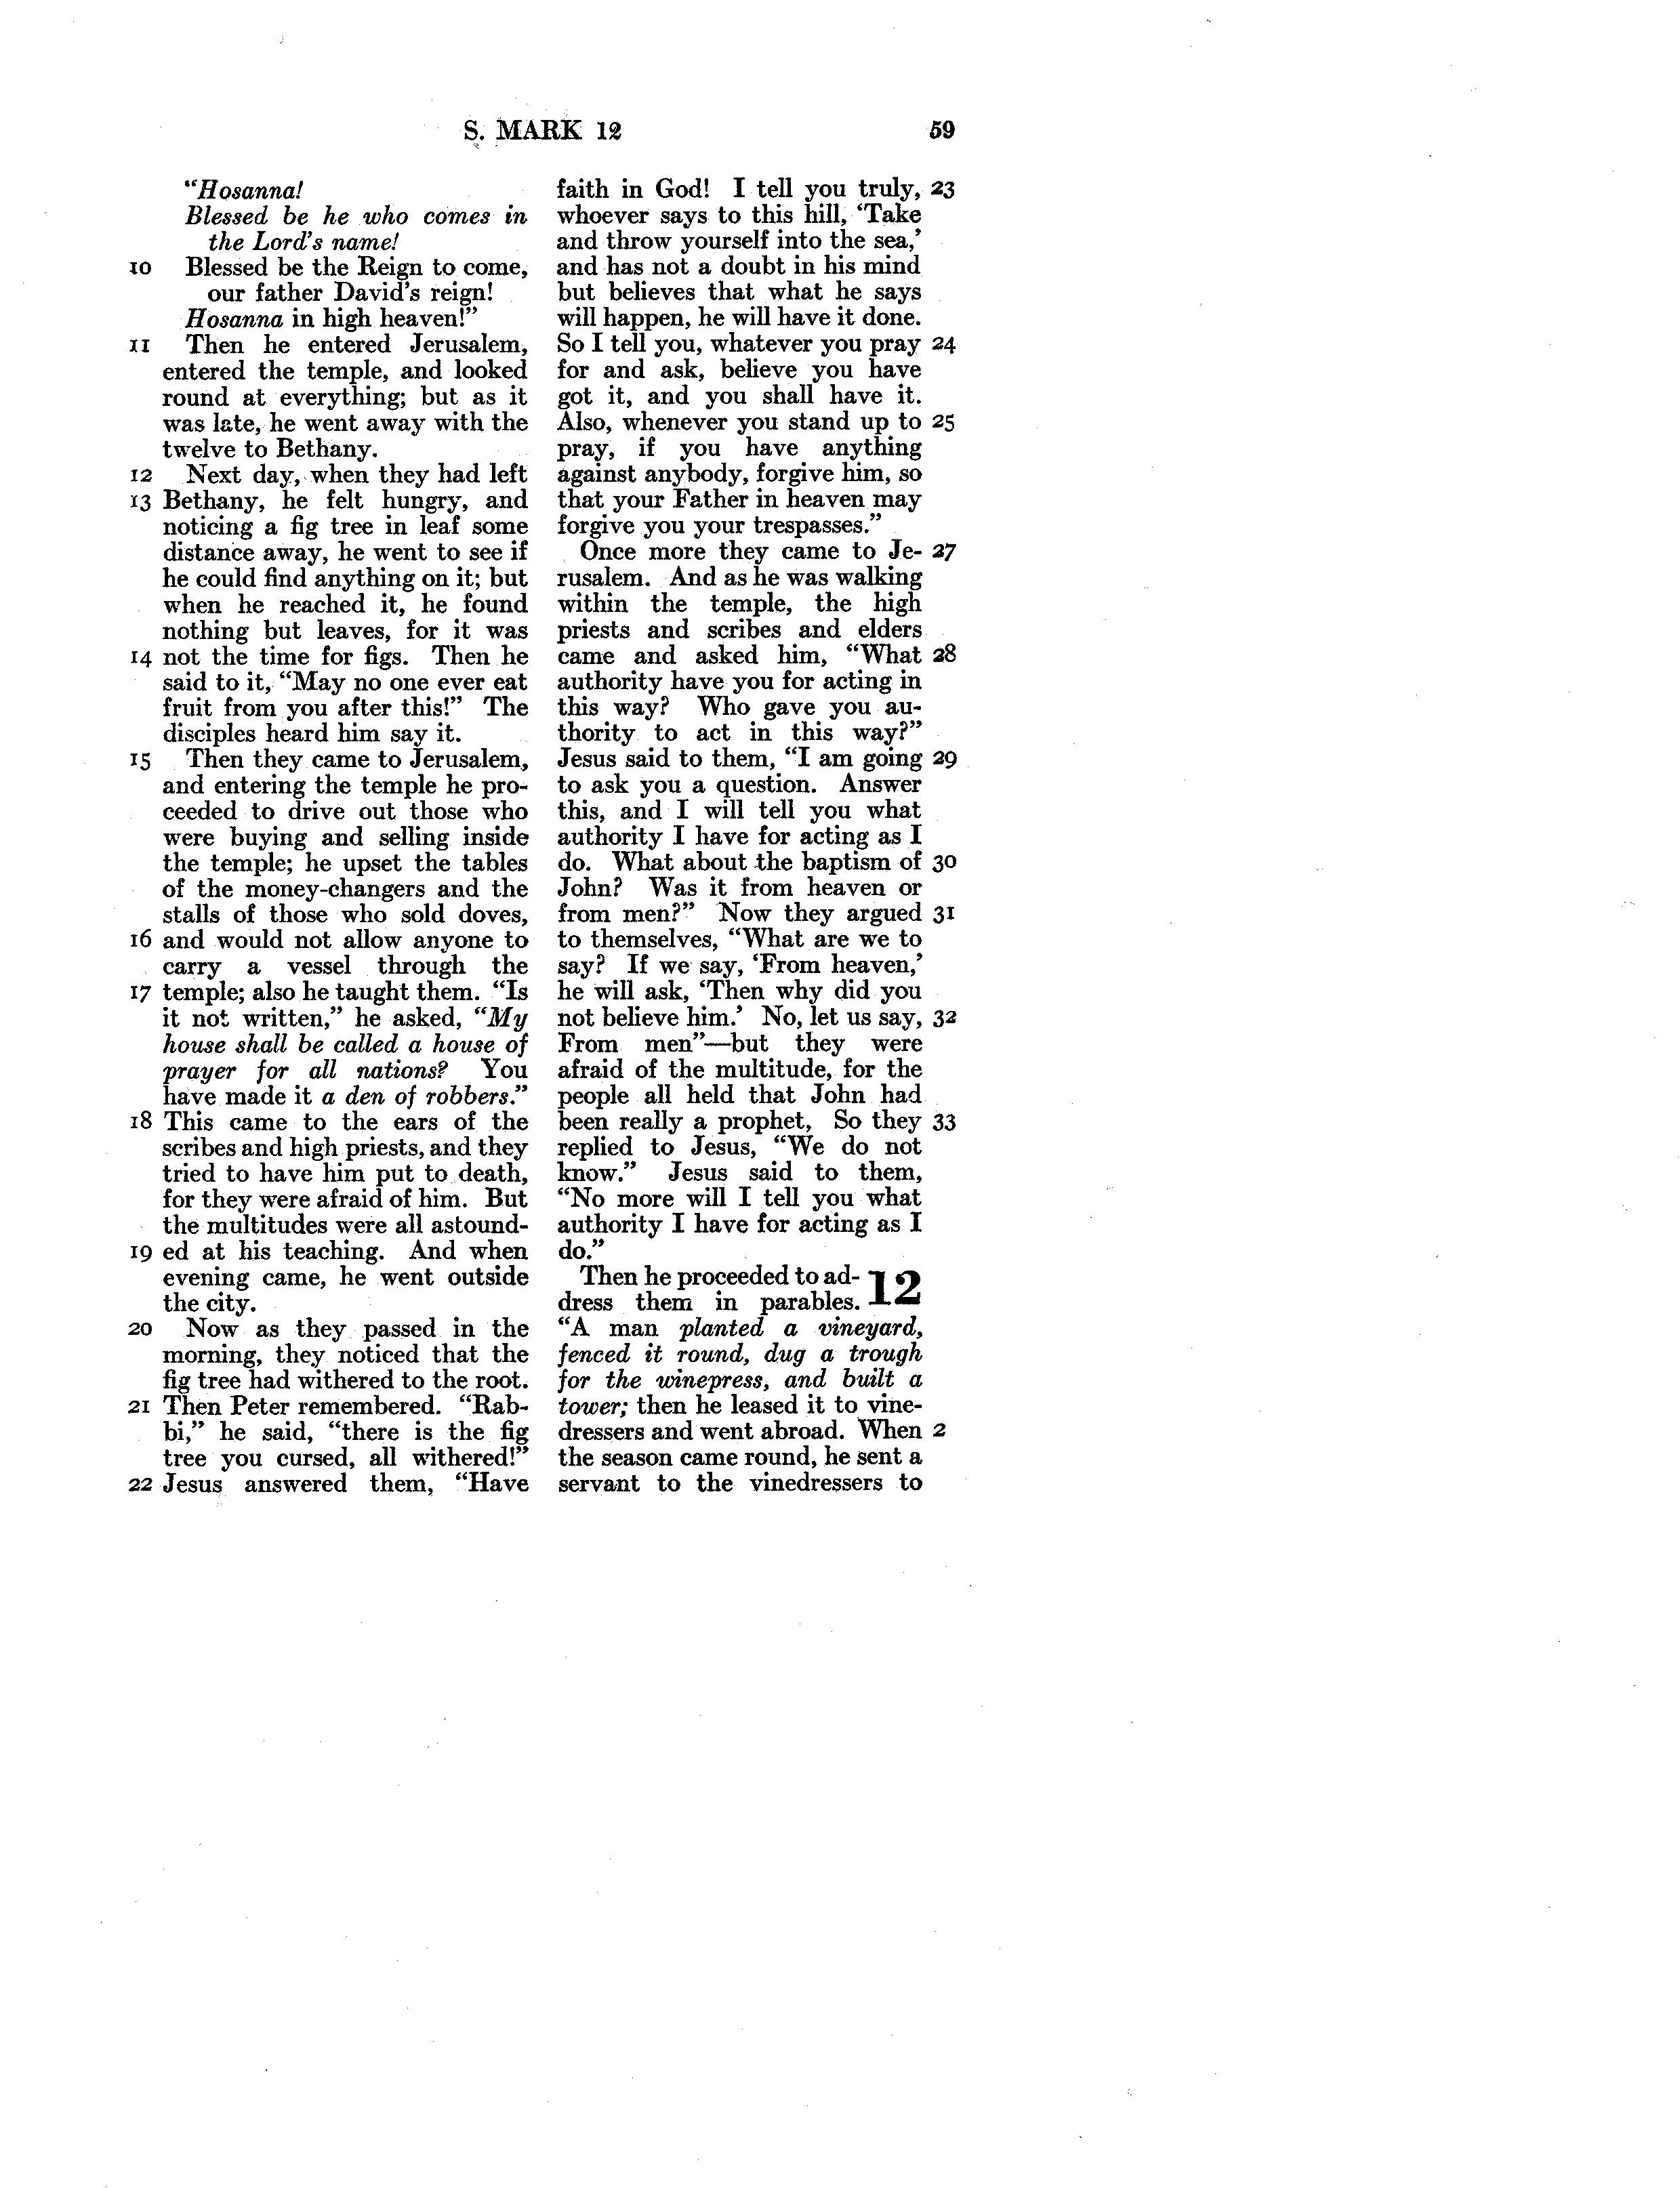 S. MARK 12 59
"Hosanna!
Blessed be he who comes in
the Lord's name!
10 Blessed be the Reign to come,
our father David's reign!
Hosanna in high heaven!"
11 Then he entered Jerusalem,
entered the temple, and looked
round at everything; but as it
was late, he went away with the
twelve to Bethany.
12 Next day, when they had left
13 Bethany, he felt hungry, and
noticing a fig tree in leaf some
distance away, he went to see if
he could find anything on it; but
when he reached it, he found
nothing but leaves, for it was
14 not the time for figs. Then he
said to it, "May no one ever eat
fruit from you after this!" The
disciples heard him say it.
15 Then they came to Jerusalem,
and entering the temple he pro-
ceeded to drive out those who
were buying and selling inside
the temple; he upset the tables
of the money-changers and the
stalls of those who sold doves,
16 and would not allow anyone to
carry a vessel through the
17 temple; also he taught them. "Is
it not written," he asked, "My
house shall be called a house of
prayer for all nations? You
have made it a den of robbers."
18 This came to the ears of the
scribes and high priests, and they
tried to have him put to death,
for they were afraid of him. But
the multitudes were all astound-
19 ed at his teaching. And when
evening came, he went outside
the city.
20 Now as they passed in the
morning, they noticed that the
fig tree had withered to the root.
21 Then Peter remembered. "Rab-
bi," he said, "there is the fig
tree you cursed, all withered!"
22 Jesus answered them, "Have
faith in God! I tell you truly, 23
whoever says to this hill, 'Take
and throw yourself into the sea,'
and has not a doubt in his mind
but believes that what he says
will happen, he will have it done.
So I tell you, whatever you pray 24
for and ask, believe you have
got it, and you shall have it.
Also, whenever you stand up to 25
pray, if you have anything
against anybody, forgive him, so
that your Father in heaven may
forgive you your trespasses."
Once more they came to Je- 27
rusalem. And as he was walking
within the temple, the high
priests and scribes and elders
came and asked him, "What 28
authority have you for acting in
this way? Who gave you au-
thority to act in this way?"
Jesus said to them, "I am going 29
to ask you a question. Answer
this, and I will tell you what
authority I have for acting as I
do. What about the baptism of 30
John? Was it from heaven or
from men?" Now they argued 31
to themselves, "What are we to
say? If we say, 'From heaven,'
he will ask, 'Then why did you
not believe him.' No, let us say, 32
From men"—but they were
afraid of the multitude, for the
people all held that John had
been really a prophet, So they 33
replied to Jesus, "We do not
know." Jesus said to them,
"No more will I tell you what
authority I have for acting as I
do."
Then he proceeded to ad- 12
dress them in parables.
"A man planted a vineyard,
fenced it round, dug a trough
for the winepress, and built a
tower; then he leased it to vine-
dressers and went abroad. When 2
the season came round, he sent a
servant to the vinedressers to